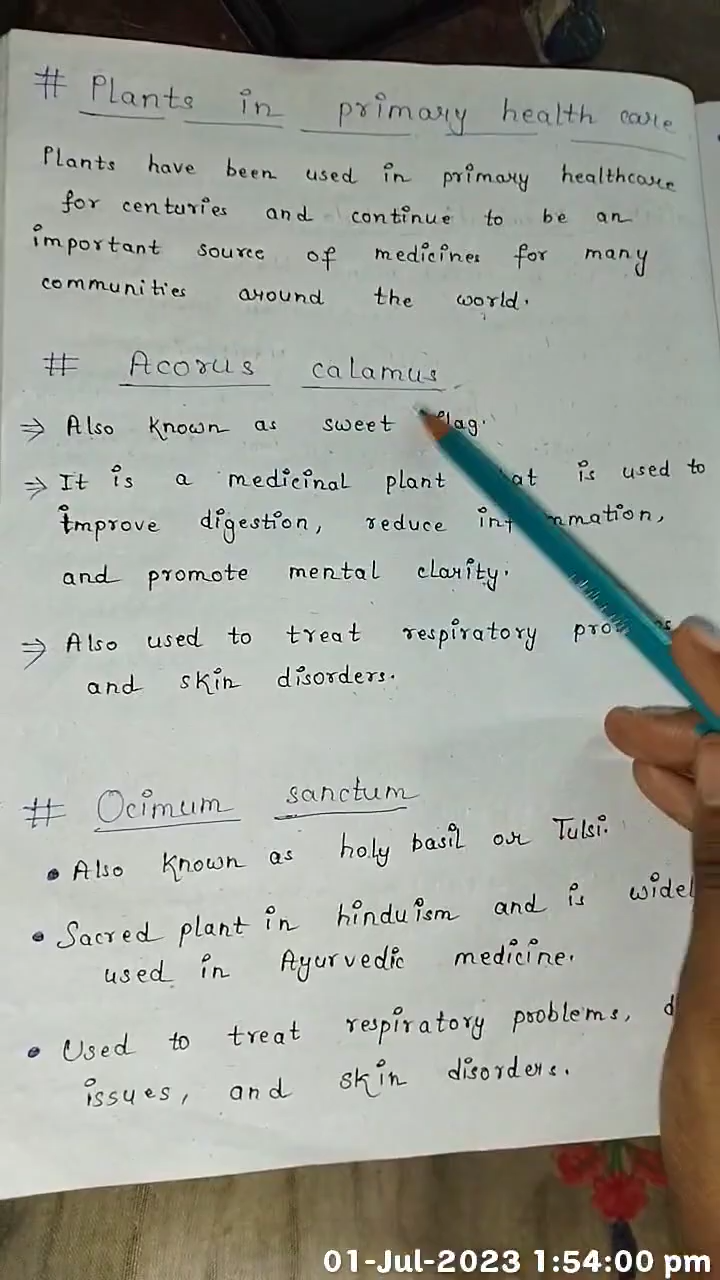 # Plants in primary health care
Plants have been used in primary healthcare
for centuries and continue to be an
important source of medicines for many
communities around the world.
# Acorus calamus
⇒ Also known as sweet flag.
⇒ It is a medicinal plant is used to
improve digestion, reduce
and promote mental clarity.
⇒ Also used to treat respiratory
and skin disorders.
# Ocimum sanctum
• Also known as holy basil or Tulsi.
• Sacred plant in hinduism and is
used in Ayurvedic medicine.
• Used to treat respiratory problems,
issues, and skin disorders.
01-Jul-2023 1:54:00 pm